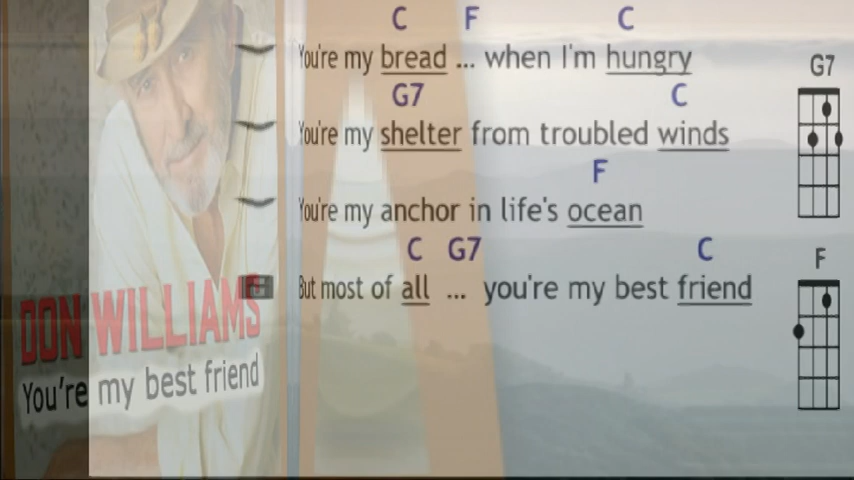 C F C
You're my bread ... when I'm hungry
G7 C
You're my shelter from troubled winds
F
You're my anchor in life's ocean
C G7 C
But most of all ... you're my best friend
G7
F
DON WILLIAMS
You're my best friend